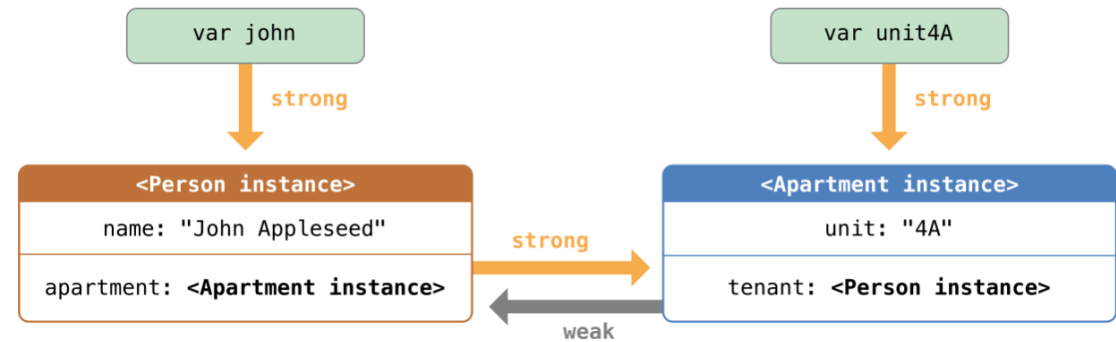 var john
var unit4A
strong
strong
<Person instance>
<Apartment instance>
name: "John Appleseed"
unit: "4A"
strong
apartment: <Apartment instance>
tenant: <Person instance>
weak